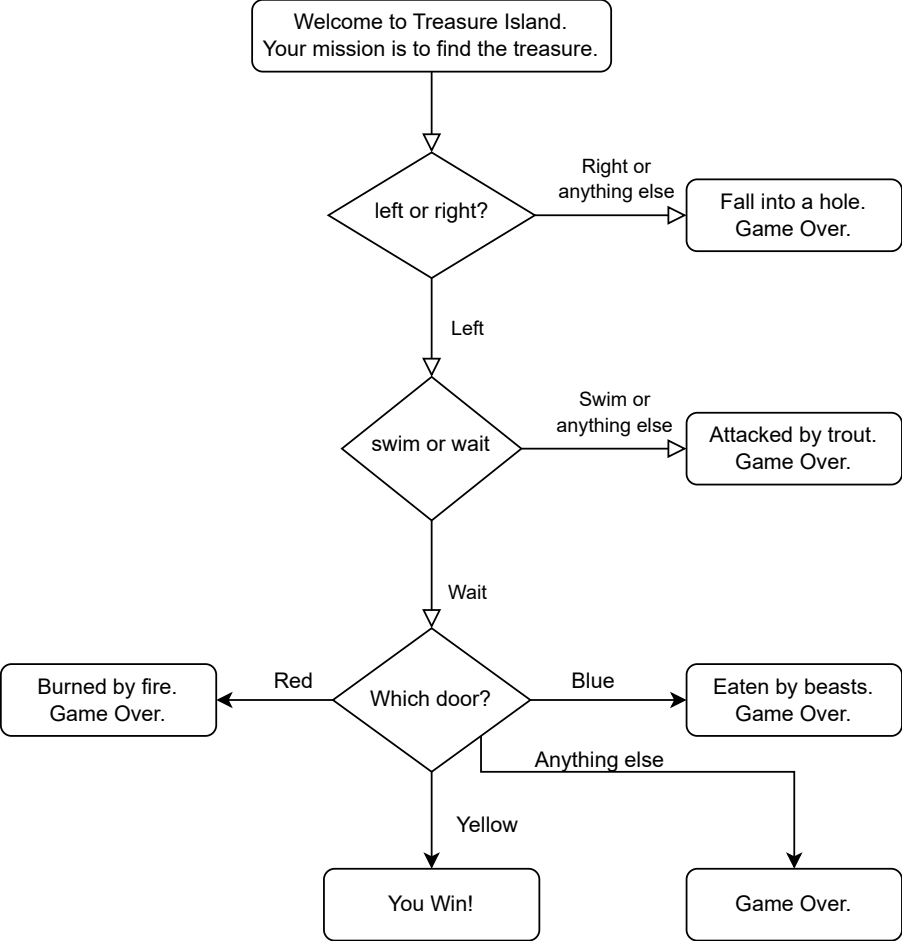 Welcome to Treasure Island.
Your mission is to find the treasure.
left or right?
Right or
anything else
Fall into a hole.
Game Over.
Left
swim or wait
Swim or
anything else
Attacked by trout.
Game Over.
Wait
Which door?
Red
Burned by fire.
Game Over.
Blue
Eaten by beasts.
Game Over.
Anything else
Yellow
You Win!
Game Over.